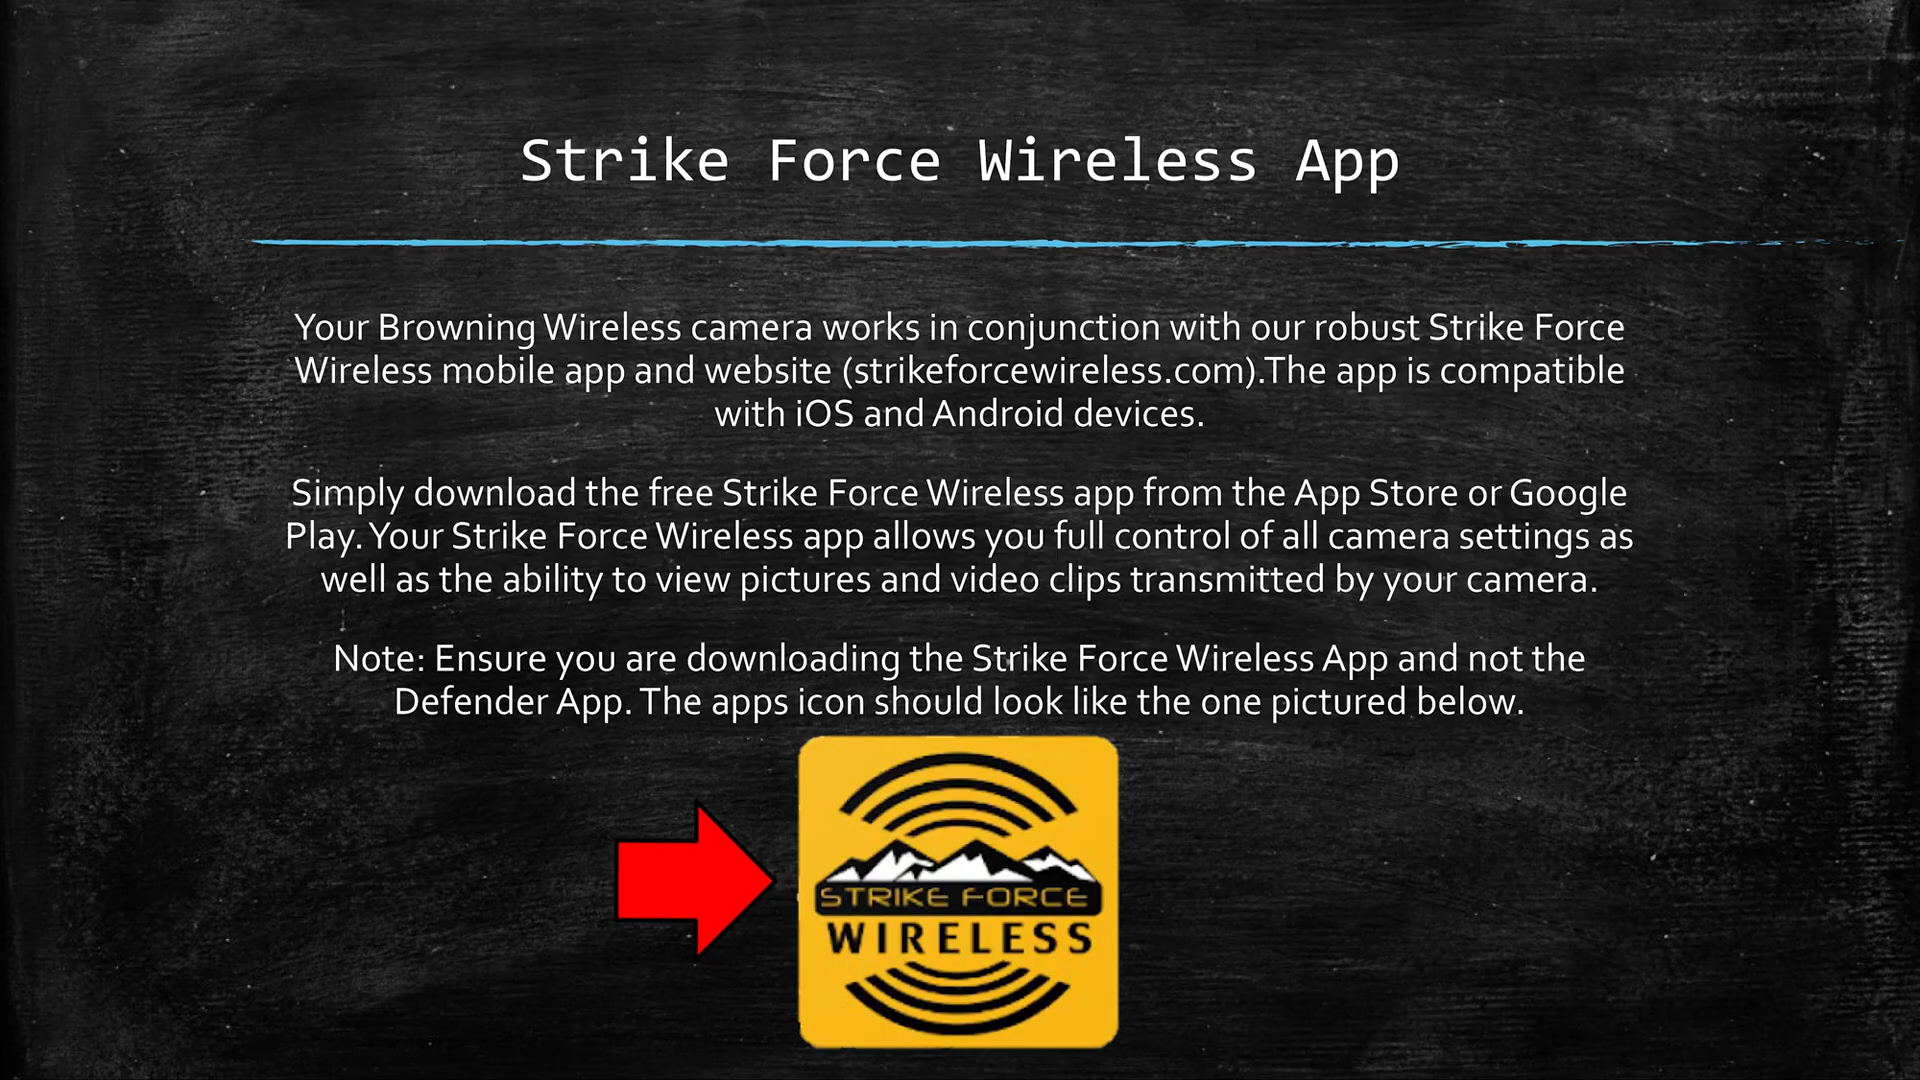 Strike Force Wireless App
Your Browning Wireless camera works in conjunction with our robust Strike Force
Wireless mobile app and website (strikeforcewireless.com).The app is compatible
with iOS and Android devices.
Simply download the free Strike Force Wireless app from the App Store or Google
Play. Your Strike Force Wireless app allows you full control of all camera settings as
well as the ability to view pictures and video clips transmitted by your camera.
Note: Ensure you are downloading the Strike Force Wireless App and not the
Defender App. The apps icon should look like the one pictured below.
STRIKE FORCE
WIRELESS